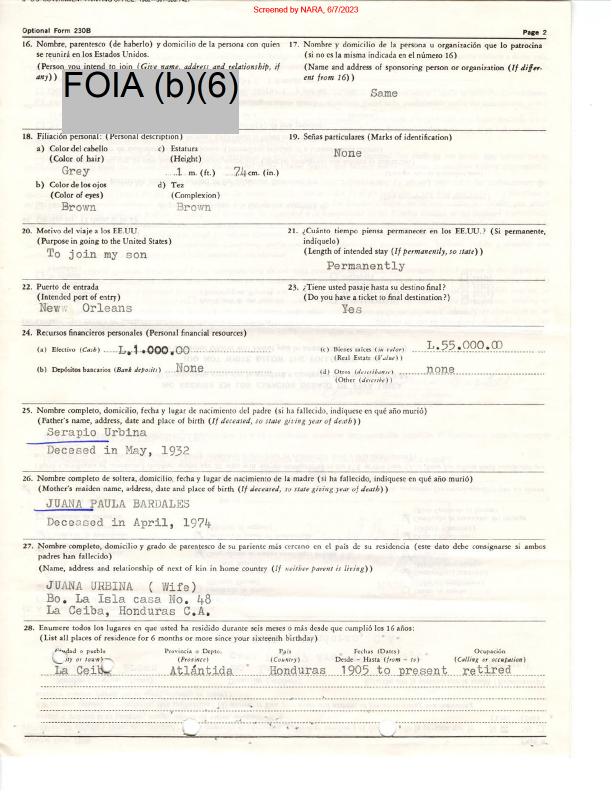 Screened by NARA, 6/7/2023
Optional Form 230B
Page 2
16. Nombre, parentesco (de haberlo) y domicilio de la persona con quien
se reunirá en los Estados Unidos.
(Person you intend to join (Give name, address and relationship, if
any))
FOIA (b)(6)
17. Nombre y domicilio de la persona u organización que lo patrocina
(si no es la misma indicada en el número 16)
(Name and address of sponsoring person or organization (If differ-
ent from 16))
Same
18. Filiación personal: (Personal description)
a) Color del cabello
(Color of hair)
Grey
c) Estatura
(Height)
1 m. (ft.) 74 cm. (in.)
b) Color de los ojos
(Color of eyes)
Brown
d) Tez
(Complexion)
Brown
19. Señas particulares (Marks of identification)
None
20. Motivo del viaje a los EE.UU.
(Purpose in going to the United States)
To join my son
21. ¿Cuánto tiempo piensa permanecer en los EE.UU.? (Si permanente,
indíquelo)
(Length of intended stay (If permanently, so state))
Permanently
22. Puerto de entrada
(Intended port of entry)
New Orleans
23. ¿Tiene usted pasaje hasta su destino final?
(Do you have a ticket to final destination?)
Yes
24. Recursos financieros personales (Personal financial resources)
(a) Efectivo (Cash) L.1.000.00
(b) Depósitos bancarios (Bank deposits) None
(c) Bienes raíces (in valor) L.55.000.00
(Real Estate (Value))
(d) Otros (describanse) none
(Other (describe))
25. Nombre completo, domicilio, fecha y lugar de nacimiento del padre (si ha fallecido, indíquese en qué año murió)
(Father's name, address, date and place of birth (If deceased, so state giving year of death))
Serapio Urbina
Decesed in May, 1932
26. Nombre completo de soltera, domicilio, fecha y lugar de nacimiento de la madre (si ha fallecido, indíquese en qué año murió)
(Mother's maiden name, address, date and place of birth (If deceased, so state giving year of death))
JUANA PAULA BARDALES
Deceased in April, 1974
27. Nombre completo, domicilio y grado de parentesco de su pariente más cercano en el país de su residencia (este dato debe consignarse si ambos
padres han fallecido)
(Name, address and relationship of next of kin in home country (If neither parent is living))
JUANA URBINA ( Wife)
Bo. La Isla casa No. 48
La Ceiba, Honduras C.A.
28. Enumere todos los lugares en que usted ha residido durante seis meses o más desde que cumplió los 16 años:
(List all places of residence for 6 months or more since your sixteenth birthday)
Ciudad o pueblo
(City or town)
Provincia o Depto.
(Province)
País
(Country)
Fechas (Dates)
Desde - Hasta (from - to)
Ocupación
(Calling or occupation)
La Ceiba Atlántida Honduras 1905 to present retired